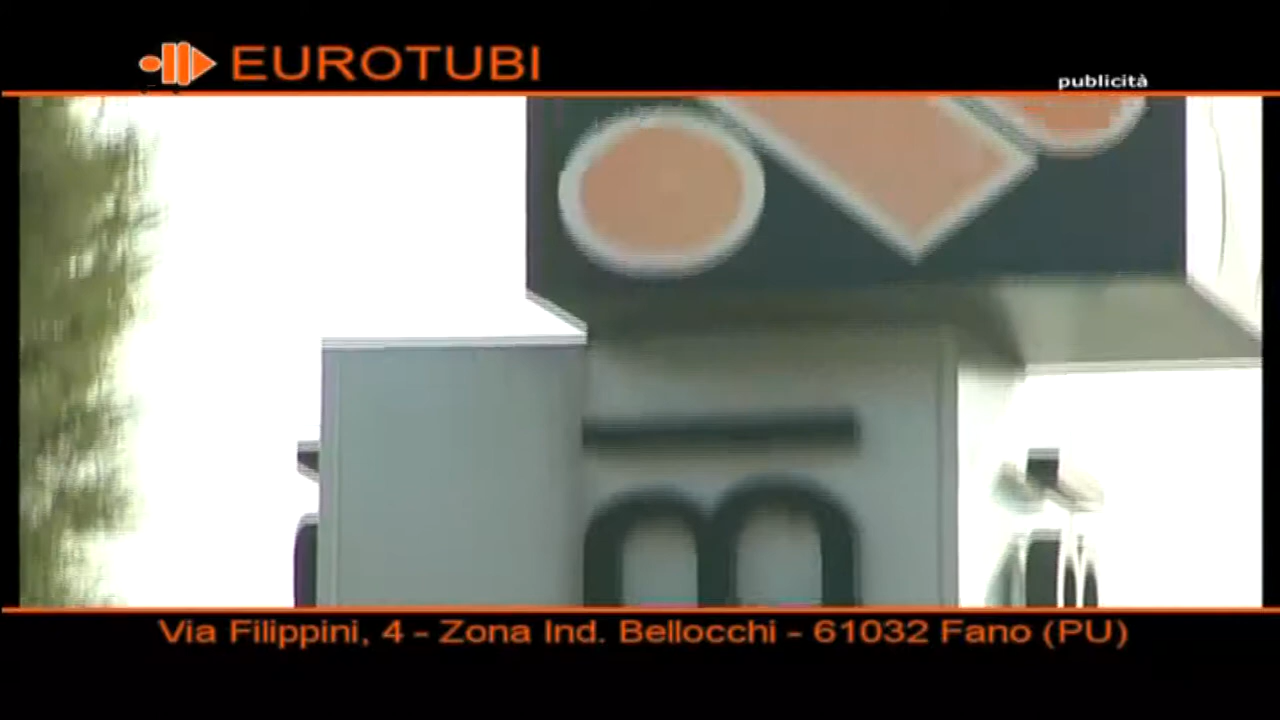 EUROTUBI
publicità
Via Filippini, 4 - Zona Ind. Bellocchi - 61032 Fano (PU)